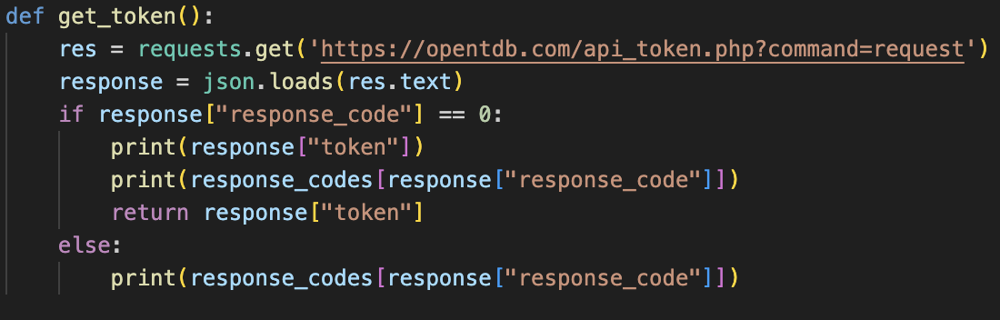 def get_token():
    res = requests.get('https://opentdb.com/api_token.php?command=request')
    response = json.loads(res.text)
    if response["response_code"] == 0:
        print(response["token"])
        print(response_codes[response["response_code"]])
        return response["token"]
    else:
        print(response_codes[response["response_code"]])